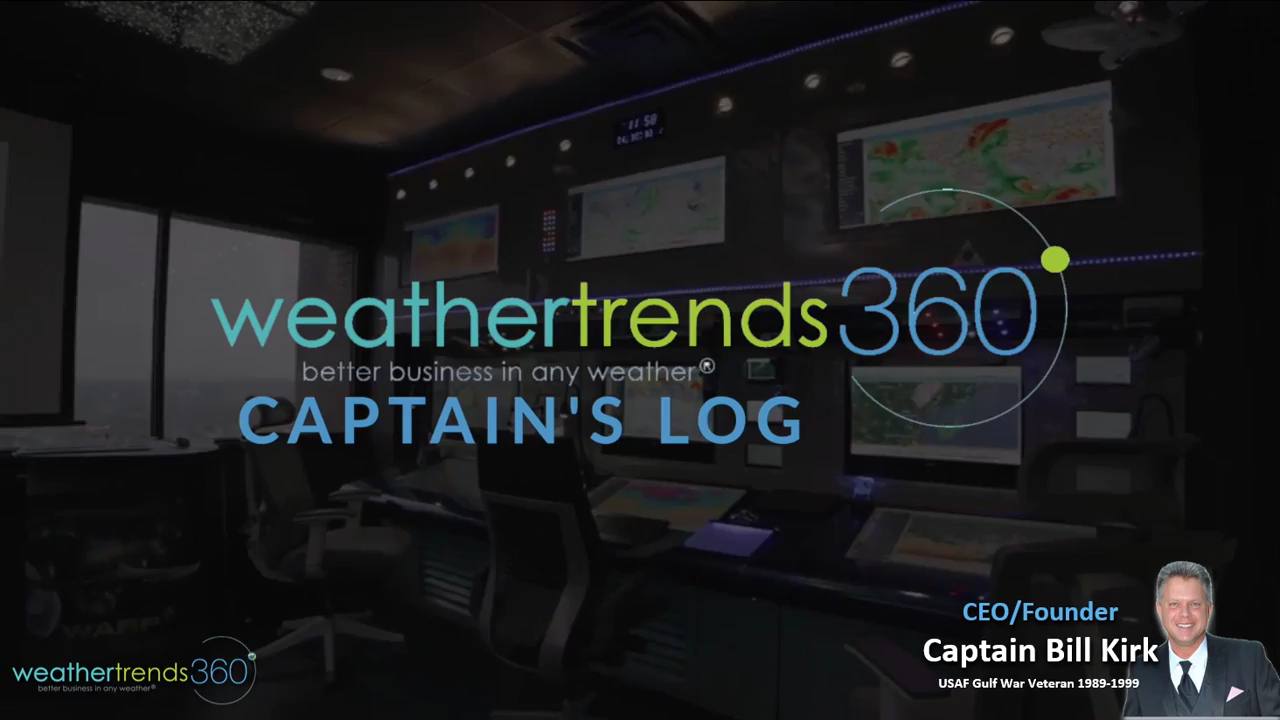 weathertrends360
better business in any weather®
CAPTAIN'S LOG
CEO/Founder
Captain Bill Kirk
USAF Gulf War Veteran 1989-1999
weathertrends360
better business in any weather®